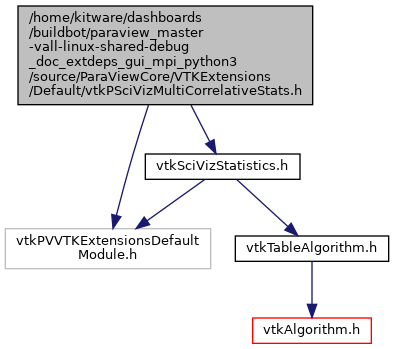 /home/kitware/dashboards
/buildbot/paraview_master
-vall-linux-shared-debug
_doc_extdeps_gui_mpi_python3
/source/ParaViewCore/VTKExtensions
/Default/vtkPSciVizMultiCorrelativeStats.h
vtkSciVizStatistics.h
vtkPVVTKExtensionsDefault
Module.h
vtkTableAlgorithm.h
vtkAlgorithm.h